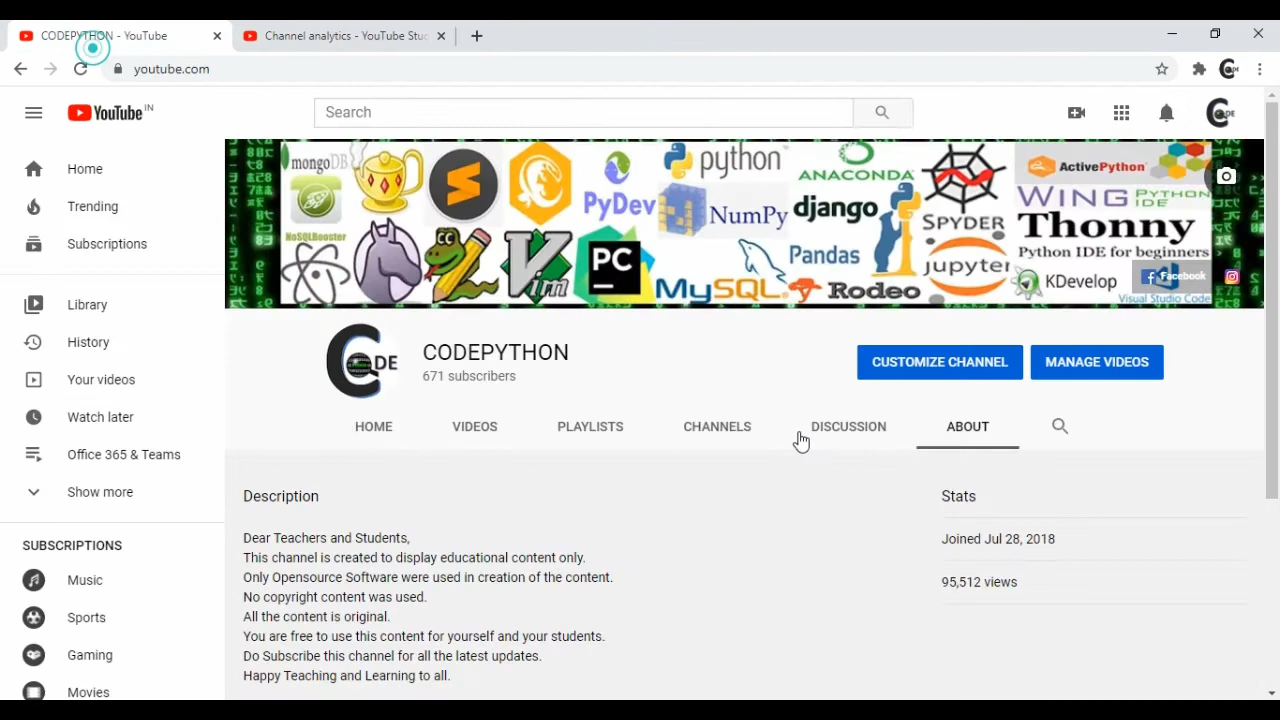 CODEPYTHON - YouTube
Channel analytics - YouTube Stu
youtube.com
YouTube IN
Search
Home
Trending
Subscriptions
Library
History
Your videos
Watch later
Office 365 & Teams
Show more
SUBSCRIPTIONS
Music
Sports
Gaming
Movies
mongoDB
NoSQLBooster
PyDev
python
NumPy
PC
Vim
MySQL
ANACONDA
django
Pandas
Rodeo
SPYDER
jupyter
ActivePython
WING PYTHON IDE
Thonny
Python IDE for beginners
KDevelop
Facebook
Visual Studio Code
CODE
CODEPYTHON
671 subscribers
CUSTOMIZE CHANNEL
MANAGE VIDEOS
HOME
VIDEOS
PLAYLISTS
CHANNELS
DISCUSSION
ABOUT
Description
Dear Teachers and Students,
This channel is created to display educational content only.
Only Opensource Software were used in creation of the content.
No copyright content was used.
All the content is original.
You are free to use this content for yourself and your students.
Do Subscribe this channel for all the latest updates.
Happy Teaching and Learning to all.
Stats
Joined Jul 28, 2018
95,512 views